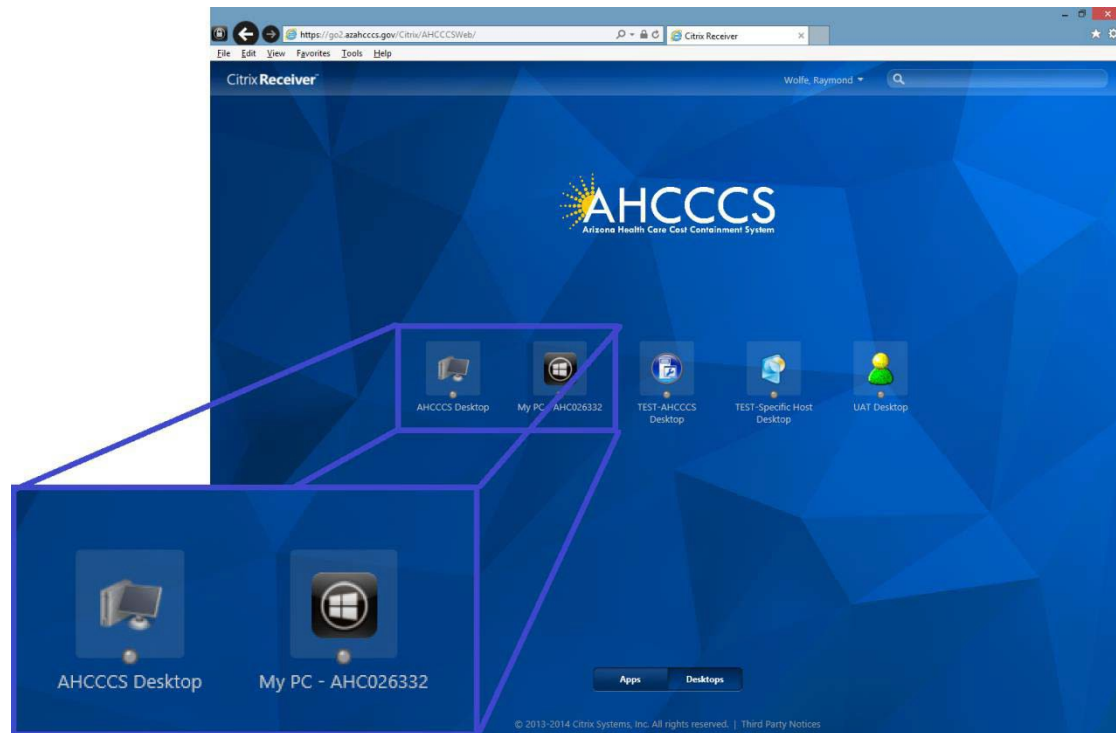 https://go2.azahcccs.gov/Citrix/AHCCCSWeb/
Citrix Receiver
File Edit View Favorites Tools Help
Citrix Receiver™
Wolfe, Raymond
AHCCCS
Arizona Health Care Cost Containment System
AHCCCS Desktop
My PC - AHC026332
TEST-AHCCCS
Desktop
TEST-Specific Host
Desktop
UAT Desktop
AHCCCS Desktop
My PC - AHC026332
Apps
Desktops
© 2013-2014 Citrix Systems, Inc. All rights reserved. | Third Party Notices